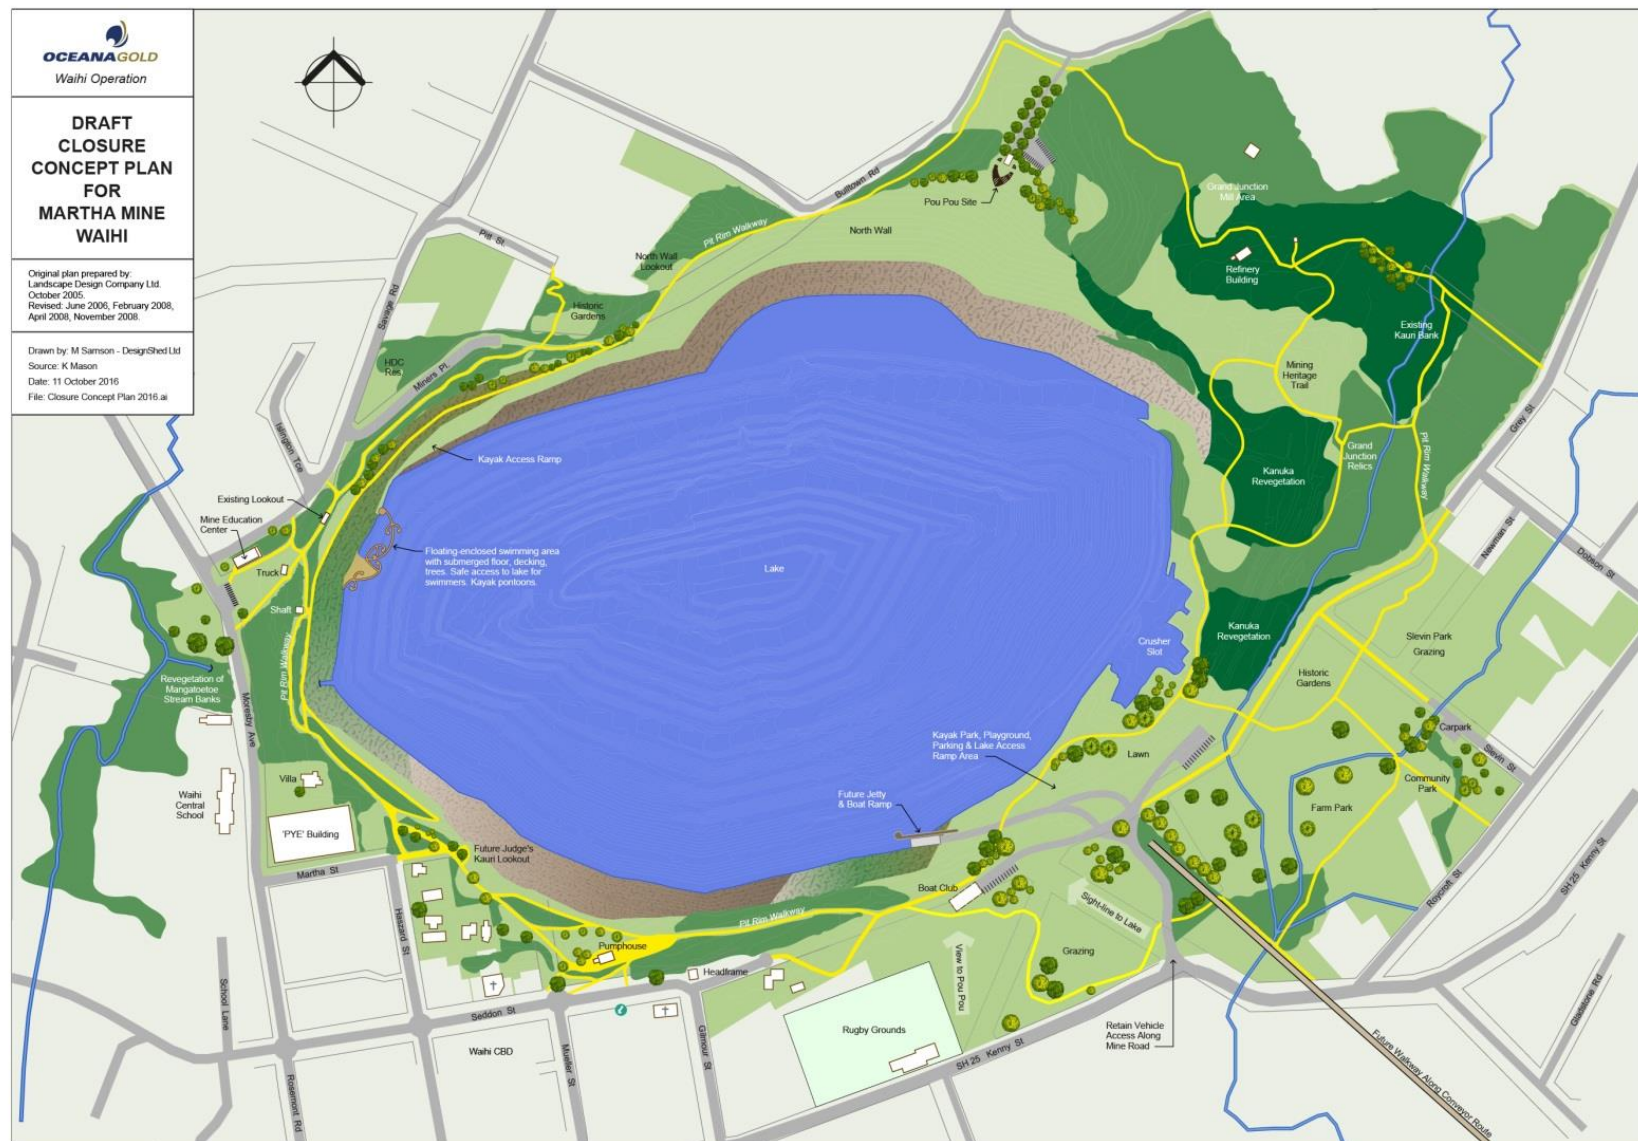 OCEANAGOLD
Waihi Operation
DRAFT
CLOSURE
CONCEPT PLAN
FOR
MARTHA MINE
WAIHI
Original plan prepared by:
Landscape Design Company Ltd.
October 2005.
Revised: June 2006, February 2008,
April 2008, November 2008.
Drawn by: M Samson - DesignShed Ltd
Source: K Mason
Date: 11 October 2016
File: Closure Concept Plan 2016.ai
Bulltown Rd
Pou Pou Site
North Wall
Pit Rim Walkway
North Wall
Lookout
Pitt St
Savage Rd
Historic
Gardens
HDC
Res.
Miners Pl
Islington Tce
Grand Junction
Mill Area
Refinery
Building
Existing
Kauri Bank
Mining
Heritage
Trail
Grand
Junction
Relics
Pit Rim Walkway
Grey St
Kanuka
Revegetation
Newman St
Dobson St
Kayak Access Ramp
Existing Lookout
Mine Education
Center
Truck
Shaft
Floating enclosed swimming area
with submerged floor, decking,
trees. Safe access to lake for
swimmers. Kayak pontoons.
Lake
Crusher
Slot
Kanuka
Revegetation
Slevin Park
Grazing
Historic
Gardens
Pit Rim Walkway
Revegetation of
Mangatoetoe
Stream Banks
Moresby Ave
Kayak Park, Playground,
Parking & Lake Access
Ramp Area
Lawn
Carpark
Slevin St
Community
Park
Farm Park
Future Jetty
& Boat Ramp
Villa
Waihi
Central
School
'PYE' Building
Martha St
Future Judge's
Kauri Lookout
Haszard St
Boat Club
Sight-line to Lake
Roycroft St
SH 25 Kenny St
Pit Rim Walkway
Pumphouse
Headframe
View to Pou Pou
Grazing
School Lane
Seddon St
Waihi CBD
Rosemont Rd
Mueller St
Gilmour St
Rugby Grounds
SH 25 Kenny St
Retain Vehicle
Access Along
Mine Road
Gladstone Rd
Future Walkway Along Conveyor Route